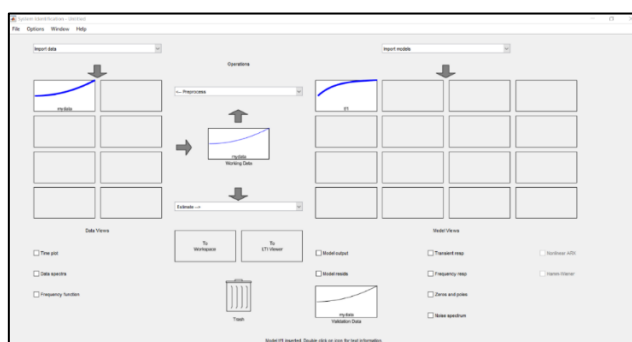 System Identification - Untitled
File Options Window Help
Import data
Import models
Operations
<-- Preprocess
mydata
tf1
mydata
Working Data
Estimate -->
Data Views
Model Views
To
Workspace
To
LTI Viewer
Time plot
Data spectra
Frequency function
Model output
Model resids
Transient resp
Frequency resp
Zeros and poles
Noise spectrum
Nonlinear ARX
Hamm-Wiener
Trash
mydata
Validation Data
Model tf1 inserted. Double click on icon for text information.